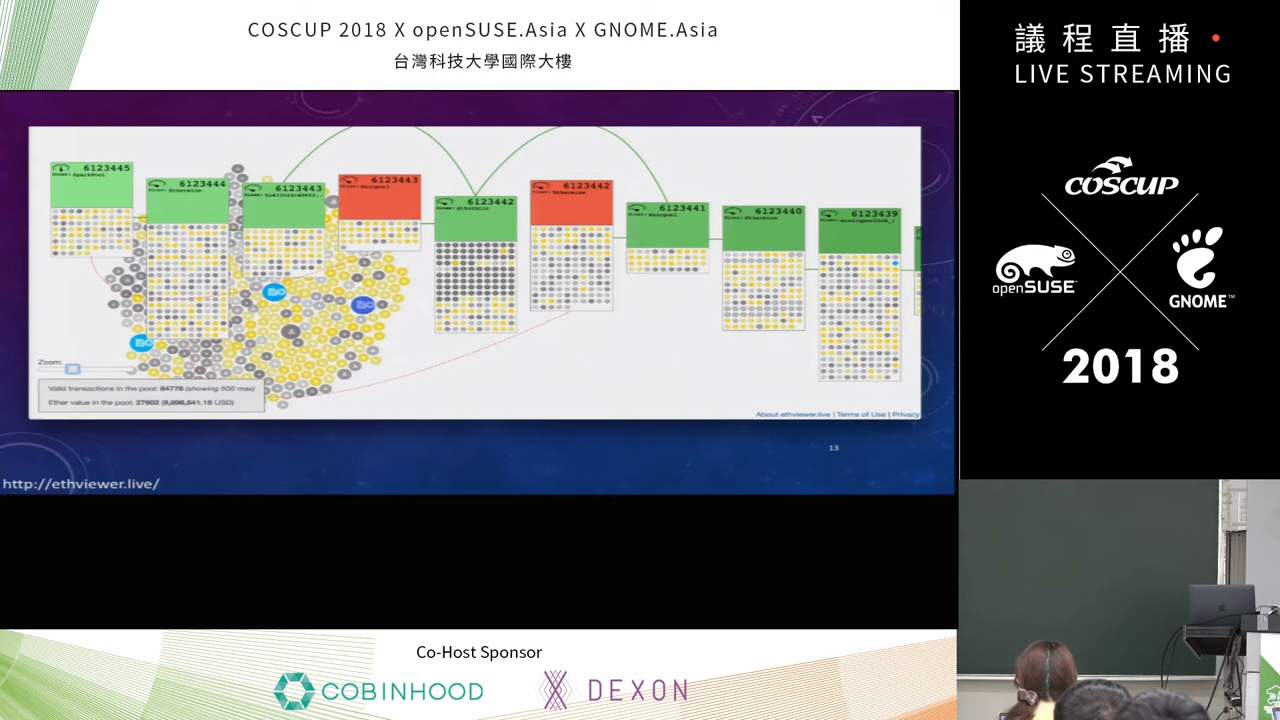 COSCUP 2018 X openSUSE.Asia X GNOME.Asia
台灣科技大學國際大樓
議程直播
LIVE STREAMING
6123445
6123444
6123443
6123443
6123442
6123442
6123441
6123440
6123439
Zoom:
Valid transactions in the pool: 84776 (showing 500 max)
Ether value in the pool: 27602 (9,898,841.16 USD)
About ethviewer.live | Terms of Use | Privacy
13
http://ethviewer.live/
COSCUP
openSUSE
GNOME™
2018
Co-Host Sponsor
COBINHOOD
DEXON